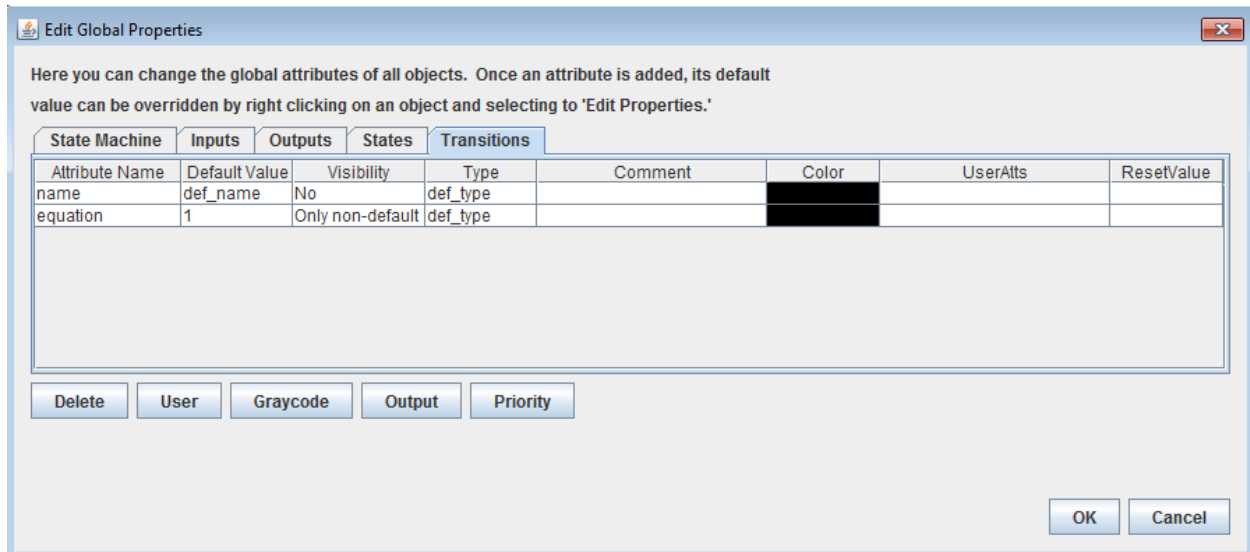 Edit Global Properties
Here you can change the global attributes of all objects.  Once an attribute is added, its default
value can be overridden by right clicking on an object and selecting to 'Edit Properties.'
State Machine Inputs Outputs States Transitions
Attribute Name Default Value Visibility Type Comment Color UserAtts ResetValue
name def_name No def_type
equation 1 Only non-default def_type
Delete User Graycode Output Priority
OK Cancel